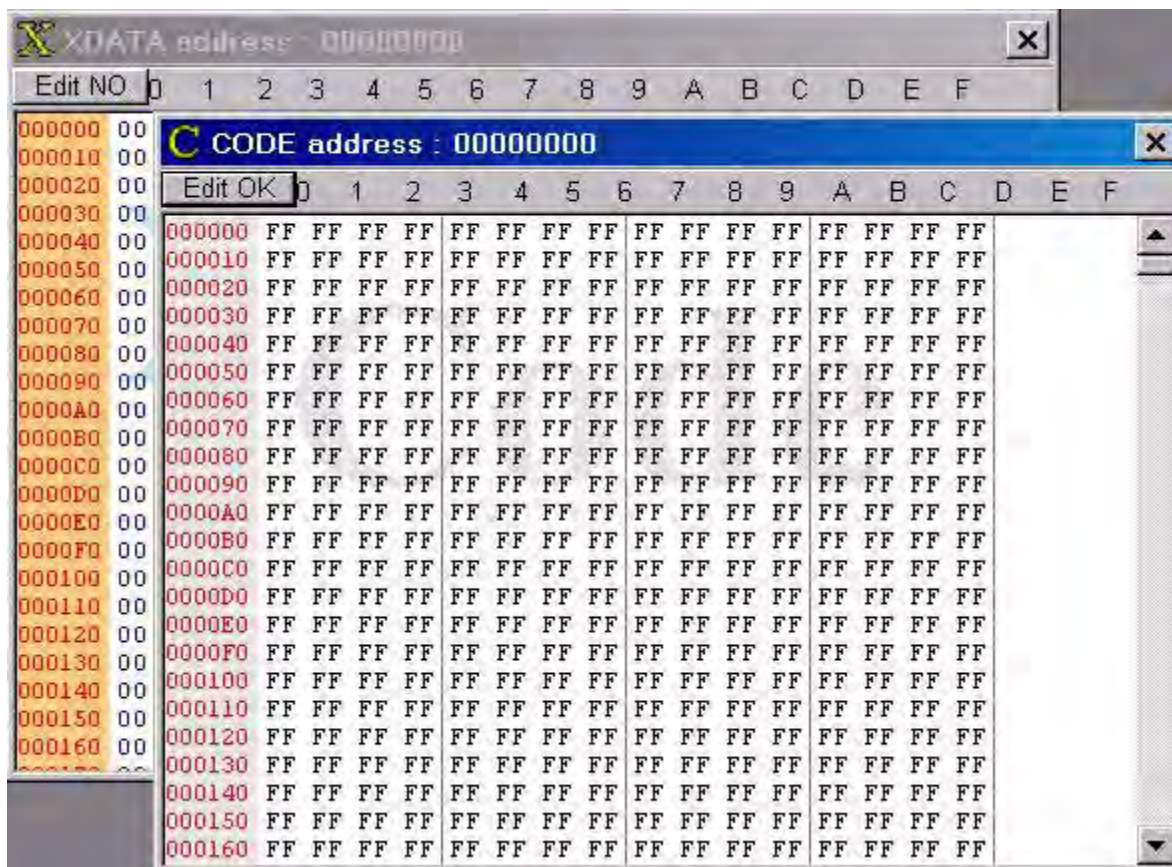 X XDATA address : 00000000
Edit NO 0 1 2 3 4 5 6 7 8 9 A B C D E F
000000 00
000010 00
000020 00
000030 00
000040 00
000050 00
000060 00
000070 00
000080 00
000090 00
0000A0 00
0000B0 00
0000C0 00
0000D0 00
0000E0 00
0000F0 00
000100 00
000110 00
000120 00
000130 00
000140 00
000150 00
000160 00
C CODE address : 00000000
Edit OK 0 1 2 3 4 5 6 7 8 9 A B C D E F
000000 FF FF FF FF FF FF FF FF FF FF FF FF FF FF FF FF
000010 FF FF FF FF FF FF FF FF FF FF FF FF FF FF FF FF
000020 FF FF FF FF FF FF FF FF FF FF FF FF FF FF FF FF
000030 FF FF FF FF FF FF FF FF FF FF FF FF FF FF FF FF
000040 FF FF FF FF FF FF FF FF FF FF FF FF FF FF FF FF
000050 FF FF FF FF FF FF FF FF FF FF FF FF FF FF FF FF
000060 FF FF FF FF FF FF FF FF FF FF FF FF FF FF FF FF
000070 FF FF FF FF FF FF FF FF FF FF FF FF FF FF FF FF
000080 FF FF FF FF FF FF FF FF FF FF FF FF FF FF FF FF
000090 FF FF FF FF FF FF FF FF FF FF FF FF FF FF FF FF
0000A0 FF FF FF FF FF FF FF FF FF FF FF FF FF FF FF FF
0000B0 FF FF FF FF FF FF FF FF FF FF FF FF FF FF FF FF
0000C0 FF FF FF FF FF FF FF FF FF FF FF FF FF FF FF FF
0000D0 FF FF FF FF FF FF FF FF FF FF FF FF FF FF FF FF
0000E0 FF FF FF FF FF FF FF FF FF FF FF FF FF FF FF FF
0000F0 FF FF FF FF FF FF FF FF FF FF FF FF FF FF FF FF
000100 FF FF FF FF FF FF FF FF FF FF FF FF FF FF FF FF
000110 FF FF FF FF FF FF FF FF FF FF FF FF FF FF FF FF
000120 FF FF FF FF FF FF FF FF FF FF FF FF FF FF FF FF
000130 FF FF FF FF FF FF FF FF FF FF FF FF FF FF FF FF
000140 FF FF FF FF FF FF FF FF FF FF FF FF FF FF FF FF
000150 FF FF FF FF FF FF FF FF FF FF FF FF FF FF FF FF
000160 FF FF FF FF FF FF FF FF FF FF FF FF FF FF FF FF
Code